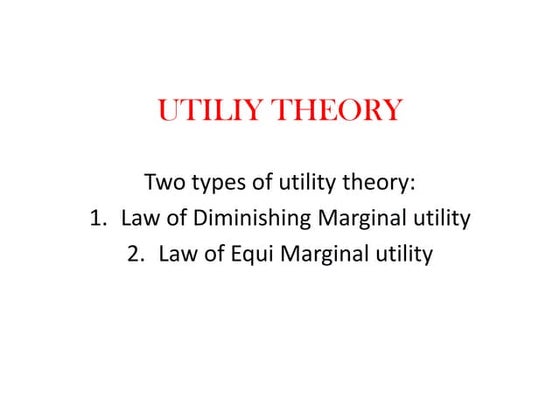 UTILIY THEORY
Two types of utility theory:
1. Law of Diminishing Marginal utility
2. Law of Equi Marginal utility